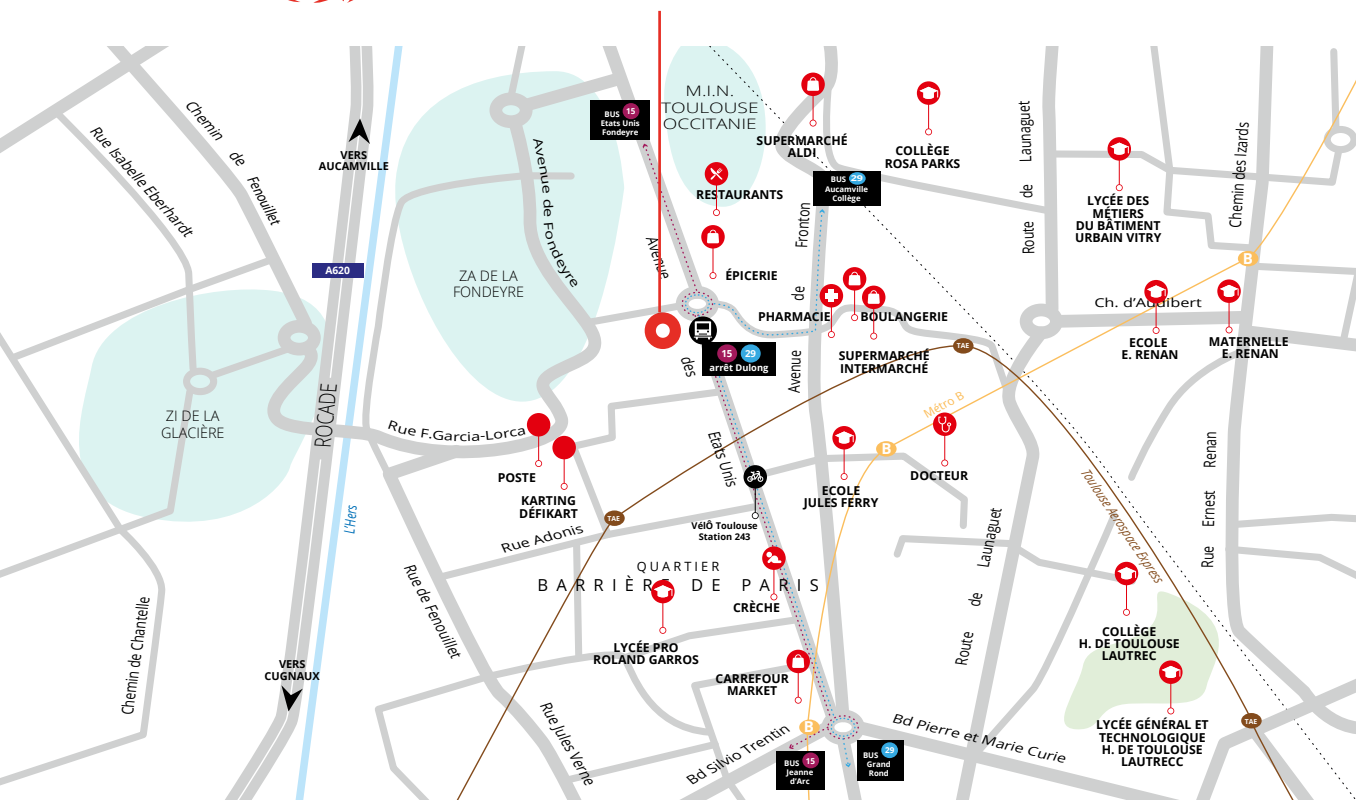 M.I.N.
TOULOUSE
OCCITANIE
BUS 15
Etats Unis
Fondeyre
SUPERMARCHÉ
ALDI
COLLÈGE
ROSA PARKS
BUS 29
Aucamville
Collège
RESTAURANTS
ÉPICERIE
LYCÉE DES
MÉTIERS
DU BÂTIMENT
URBAIN VITRY
Chemin de Fenouillet
Rue Isabelle Eberhardt
VERS
AUCAMVILLE
A620
Avenue de Fondeyre
ZA DE LA
FONDEYRE
Avenue des Etats Unis
Avenue de Fronton
Route de Launaguet
Chemin des Izards
B
Ch. d'Audibert
PHARMACIE
BOULANGERIE
SUPERMARCHÉ
INTERMARCHÉ
TAE
ECOLE
E. RENAN
MATERNELLE
E. RENAN
15 29
arrêt Dulong
ZI DE LA
GLACIÈRE
ROCADE
Rue F.Garcia-Lorca
Métro B
B
POSTE
KARTING
DÉFIKART
ECOLE
JULES FERRY
DOCTEUR
L'Hers
TAE
Rue Adonis
VélÔ Toulouse
Station 243
Toulouse Aerospace Express
Rue Ernest Renan
Route de Launaguet
QUARTIER
BARRIÈRE DE PARIS
CRÈCHE
Rue de Fenouillet
Chemin de Chantelle
LYCÉE PRO
ROLAND GARROS
COLLÈGE
H. DE TOULOUSE
LAUTREC
VERS
CUGNAUX
CARREFOUR
MARKET
Rue Jules Verne
B
Bd Silvio Trentin
Bd Pierre et Marie Curie
LYCÉE GÉNÉRAL ET
TECHNOLOGIQUE
H. DE TOULOUSE
LAUTRECC
TAE
BUS 15
Jeanne
d'Arc
BUS 29
Grand
Rond